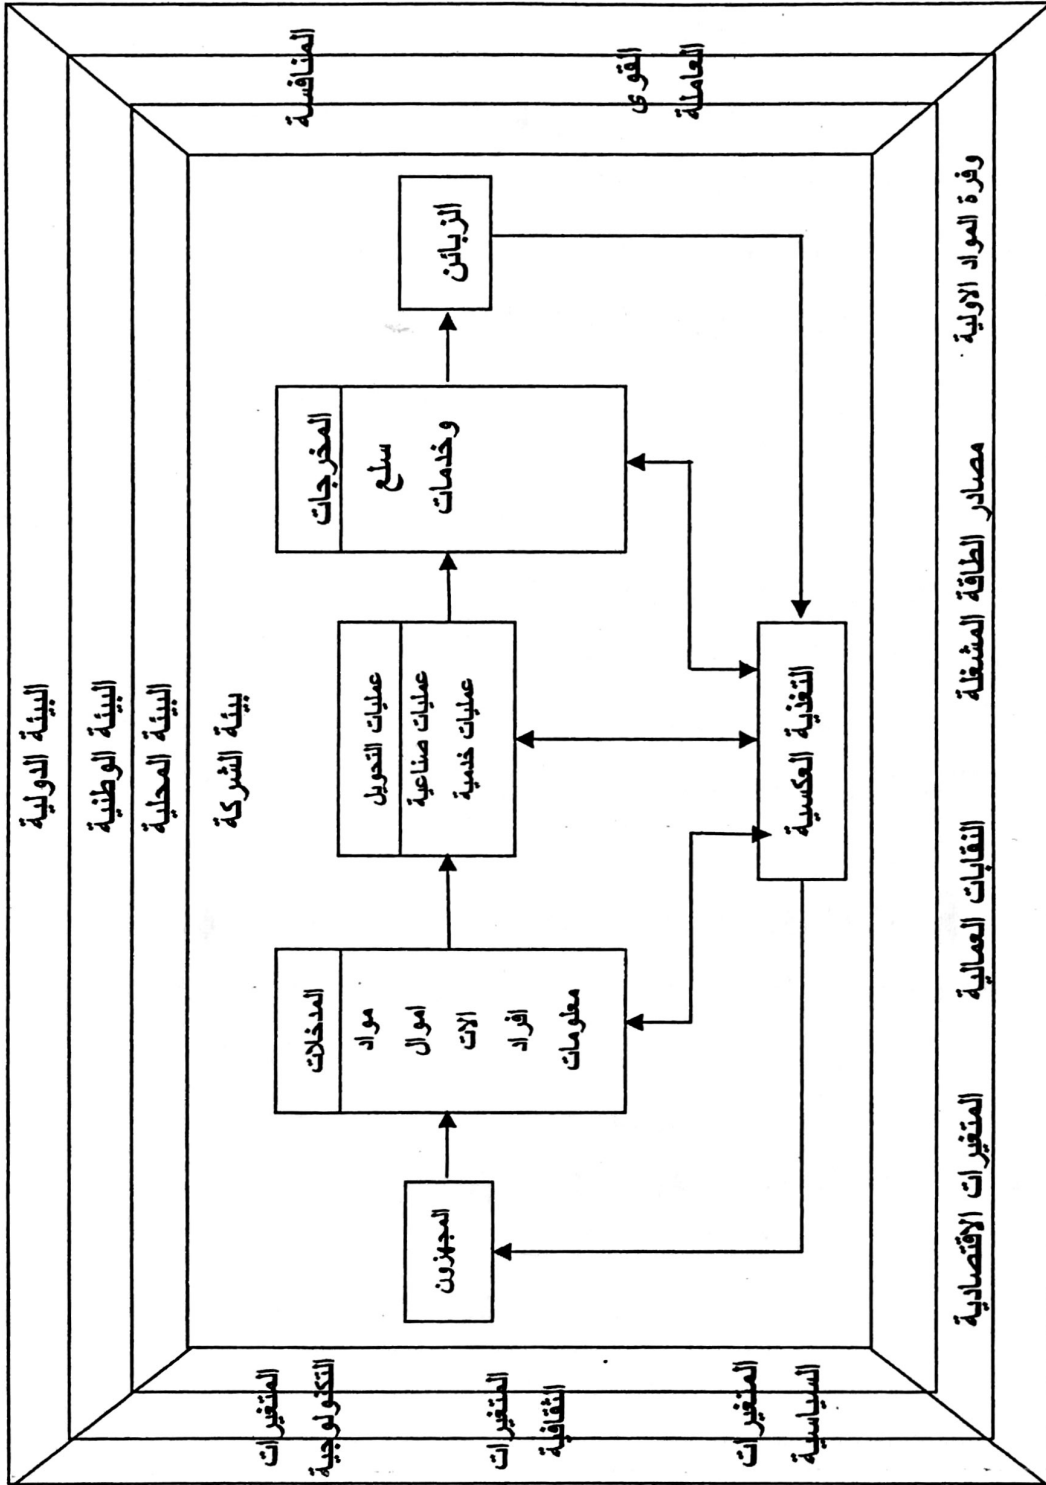 البيئة الدولية
البيئة الوطنية
البيئة المحلية
بيئة الشركة
المتغيرات
التكنولوجية
المتغيرات
الثقافية
المتغيرات
السياسية
المنافسة
القوى
العاملة
المجهزون
المدخلات
مواد
اموال
الات
افراد
معلومات
عمليات التحويل
عمليات صناعية
عمليات خدمية
المخرجات
سلع
وخدمات
الزبائن
التغذية العكسية
المتغيرات الاقتصادية
النقابات العمالية
مصادر الطاقة المشغلة
وفرة المواد الاولية